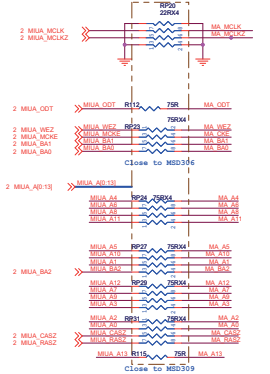 RP20
22RX4
2 MIUA_MCLK MA_MCLK
2 MIUA_MCLKZ MA_MCLKZ
2 MIUA_ODT MIUA_ODT R112 75R MA_ODT
75RX4
2 MIUA_WEZ MIUA_WEZ RP23 MA_WEZ
2 MIUA_MCKE MIUA_MCKE MA_CKE
2 MIUA_BA1 MIUA_BA1 MA_BA1
2 MIUA_BA0 MIUA_BA0 MA_BA0
Close to MSD306
2 MIUA_A[0:13] MIUA_A[0:13]
MIUA_A4 RP24 75RX4 MA_A4
MIUA_A6 MA_A6
MIUA_A8 MA_A8
MIUA_A11 MA_A11
MIUA_A5 RP27 75RX4 MA_A5
MIUA_A10 MA_A10
MIUA_A1 MA_A1
2 MIUA_BA2 MIUA_BA2 MA_BA2
MIUA_A12 RP29 75RX4 MA_A12
MIUA_A7 MA_A7
MIUA_A9 MA_A9
MIUA_A3 MA_A3
MIUA_A2 RP31 75RX4 MA_A2
MIUA_A0 MA_A0
2 MIUA_CASZ MIUA_CASZ MA_CASZ
2 MIUA_RASZ MIUA_RASZ MA_RASZ
MIUA_A13 R115 75R MA_A13
Close to MSD309